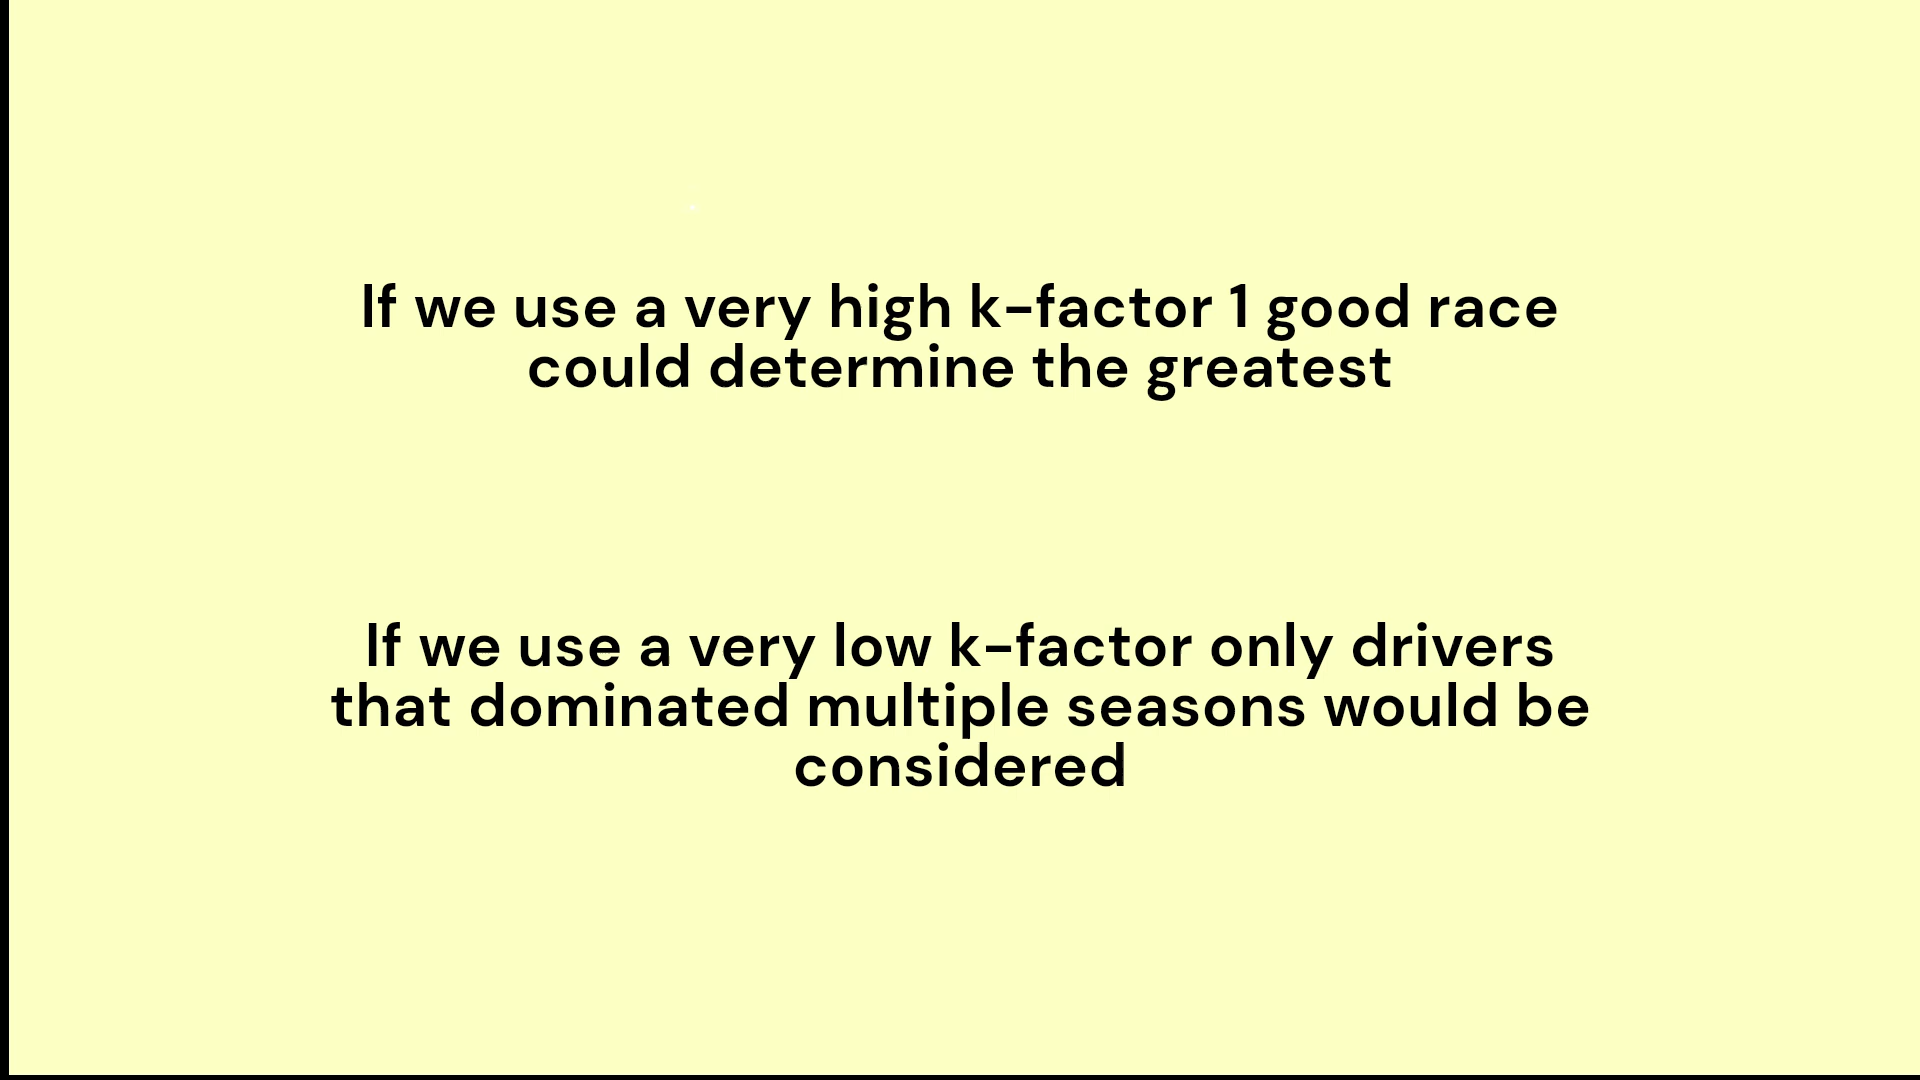 If we use a very high k-factor 1 good race
could determine the greatest
If we use a very low k-factor only drivers
that dominated multiple seasons would be
considered